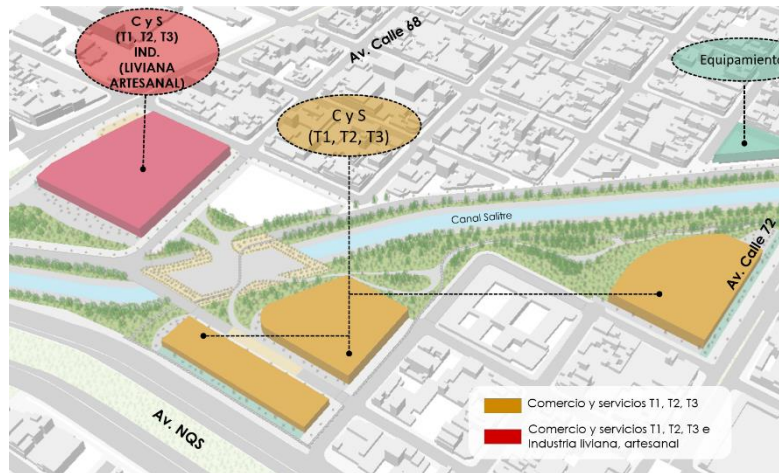 C y S
(T1, T2, T3)
IND.
(LIVIANA
ARTESANAL)
Av. Calle 68
C y S
(T1, T2, T3)
Equipamiento
Canal Salitre
Av. Calle 72
Av. NQS
Comercio y servicios T1, T2, T3
Comercio y servicios T1, T2, T3 e
Industria liviana, artesanal